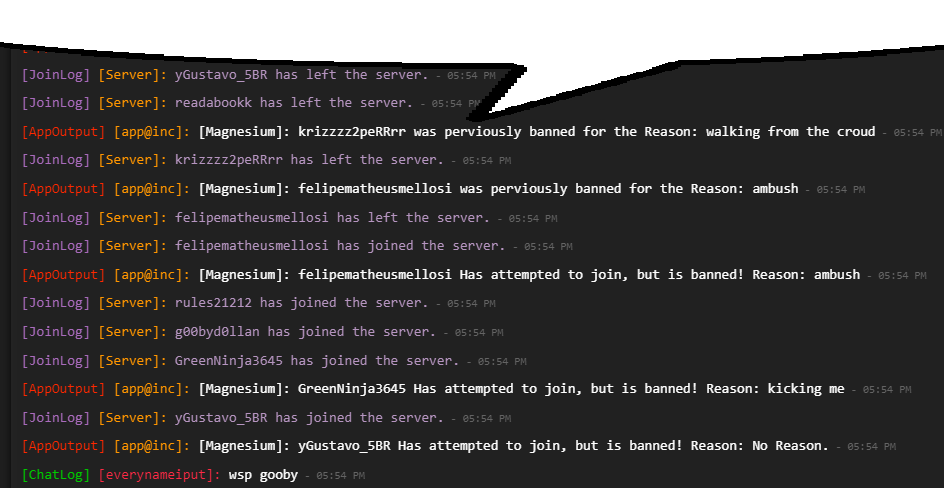 [JoinLog] [Server]: yGustavo_5BR has left the server. - 05:54 PM
[JoinLog] [Server]: readabookk has left the server. - 05:54 PM
[AppOutput] [app@inc]: [Magnesium]: krizzzz2peRRrr was perviously banned for the Reason: walking from the croud - 05:54 PM
[JoinLog] [Server]: krizzzz2peRRrr has left the server. - 05:54 PM
[AppOutput] [app@inc]: [Magnesium]: felipematheusmellosi was perviously banned for the Reason: ambush - 05:54 PM
[JoinLog] [Server]: felipematheusmellosi has left the server. - 05:54 PM
[JoinLog] [Server]: felipematheusmellosi has joined the server. - 05:54 PM
[AppOutput] [app@inc]: [Magnesium]: felipematheusmellosi Has attempted to join, but is banned! Reason: ambush - 05:54 PM
[JoinLog] [Server]: rules21212 has joined the server. - 05:54 PM
[JoinLog] [Server]: g00byd0llan has joined the server. - 05:54 PM
[JoinLog] [Server]: GreenNinja3645 has joined the server. - 05:54 PM
[AppOutput] [app@inc]: [Magnesium]: GreenNinja3645 Has attempted to join, but is banned! Reason: kicking me - 05:54 PM
[JoinLog] [Server]: yGustavo_5BR has joined the server. - 05:54 PM
[AppOutput] [app@inc]: [Magnesium]: yGustavo_5BR Has attempted to join, but is banned! Reason: No Reason. - 05:54 PM
[ChatLog] [everynameiput]: wsp gooby - 05:54 PM